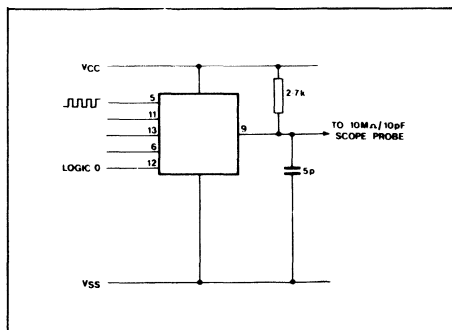 VCC
2.7k
5
11
13
6
LOGIC 0
12
9
TO 10MΩ/10pF
SCOPE PROBE
5p
VSS